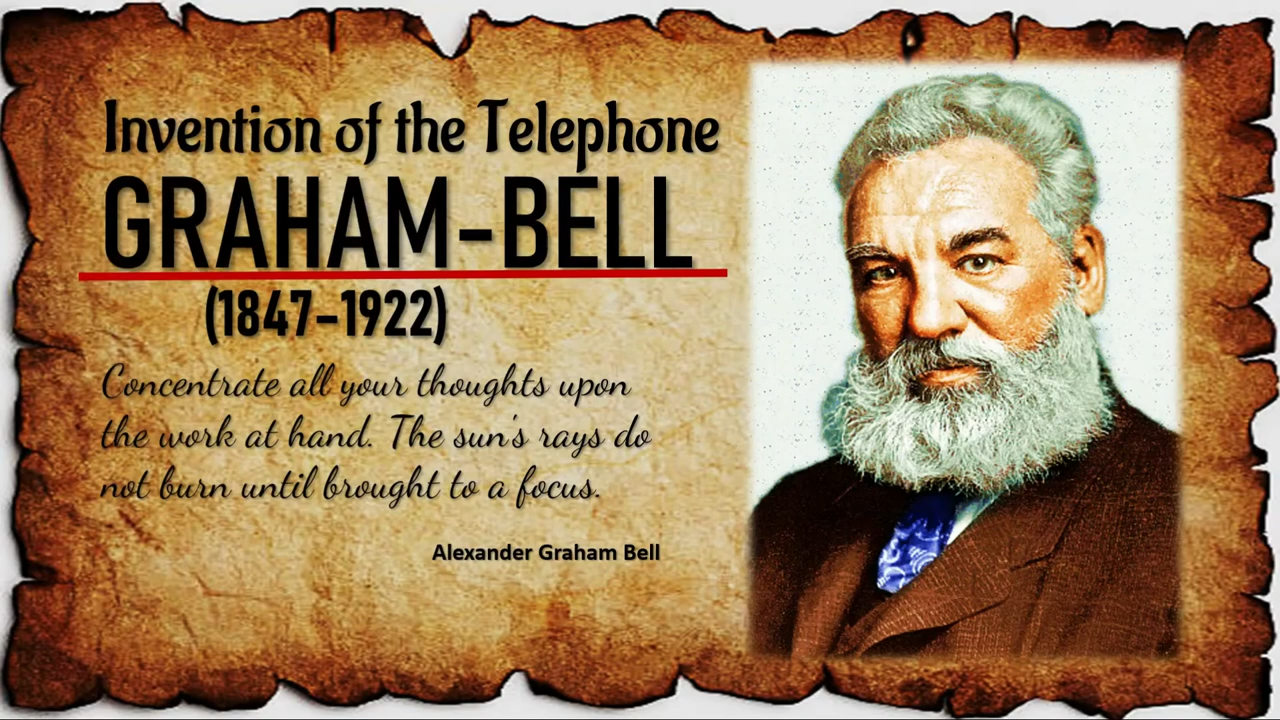 Invention of the Telephone
GRAHAM-BELL
(1847-1922)
Concentrate all your thoughts upon
the work at hand. The sun's rays do
not burn until brought to a focus.
Alexander Graham Bell